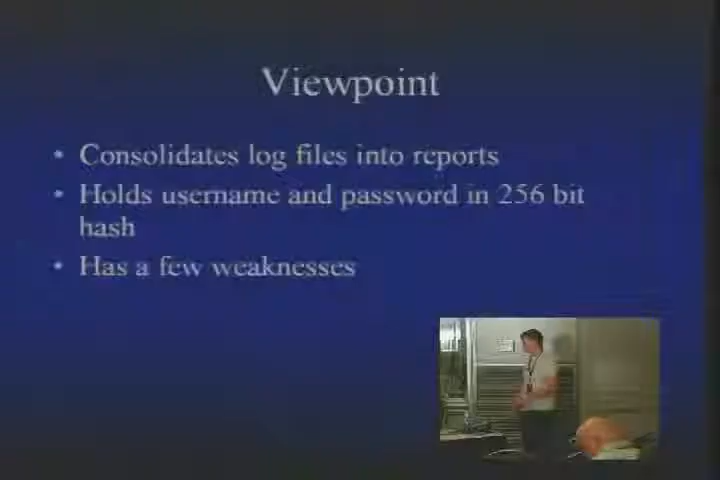 Viewpoint
• Consolidates log files into reports
• Holds username and password in 256 bit
hash
• Has a few weaknesses